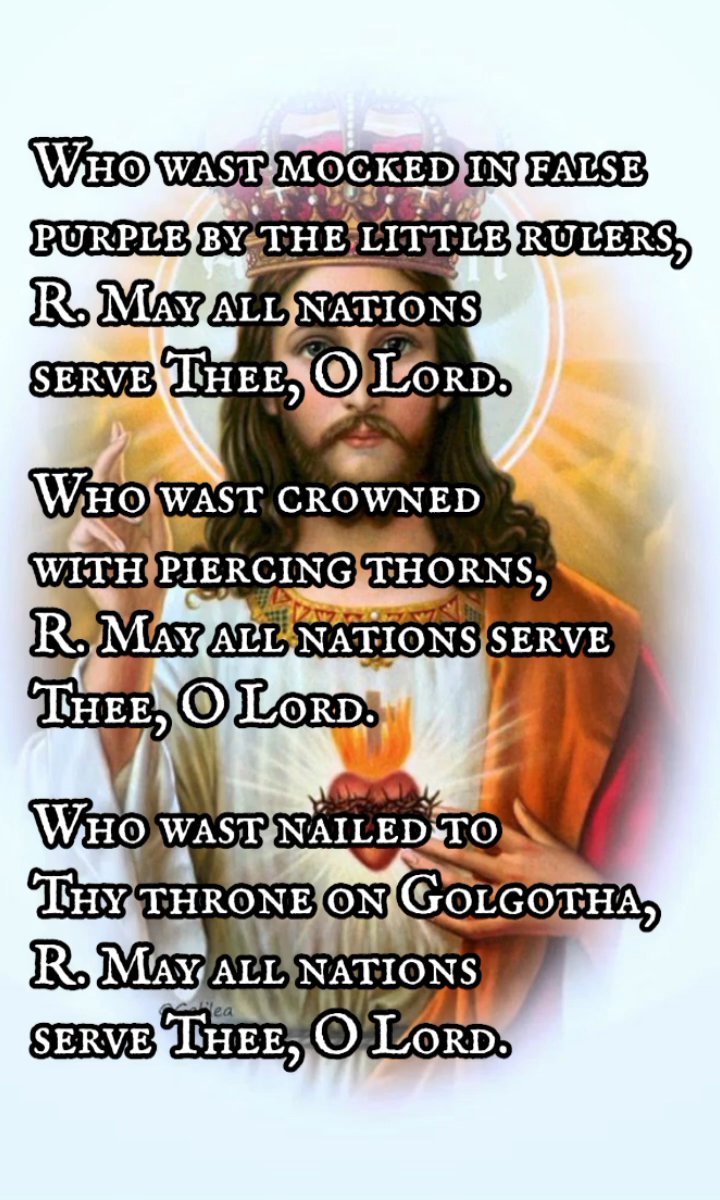 Who wast mocked in false
purple by the little rulers,
R. May all nations
serve Thee, O Lord.
Who wast crowned
with piercing thorns,
R. May all nations serve
Thee, O Lord.
Who wast nailed to
Thy throne on Golgotha,
R. May all nations
serve Thee, O Lord.